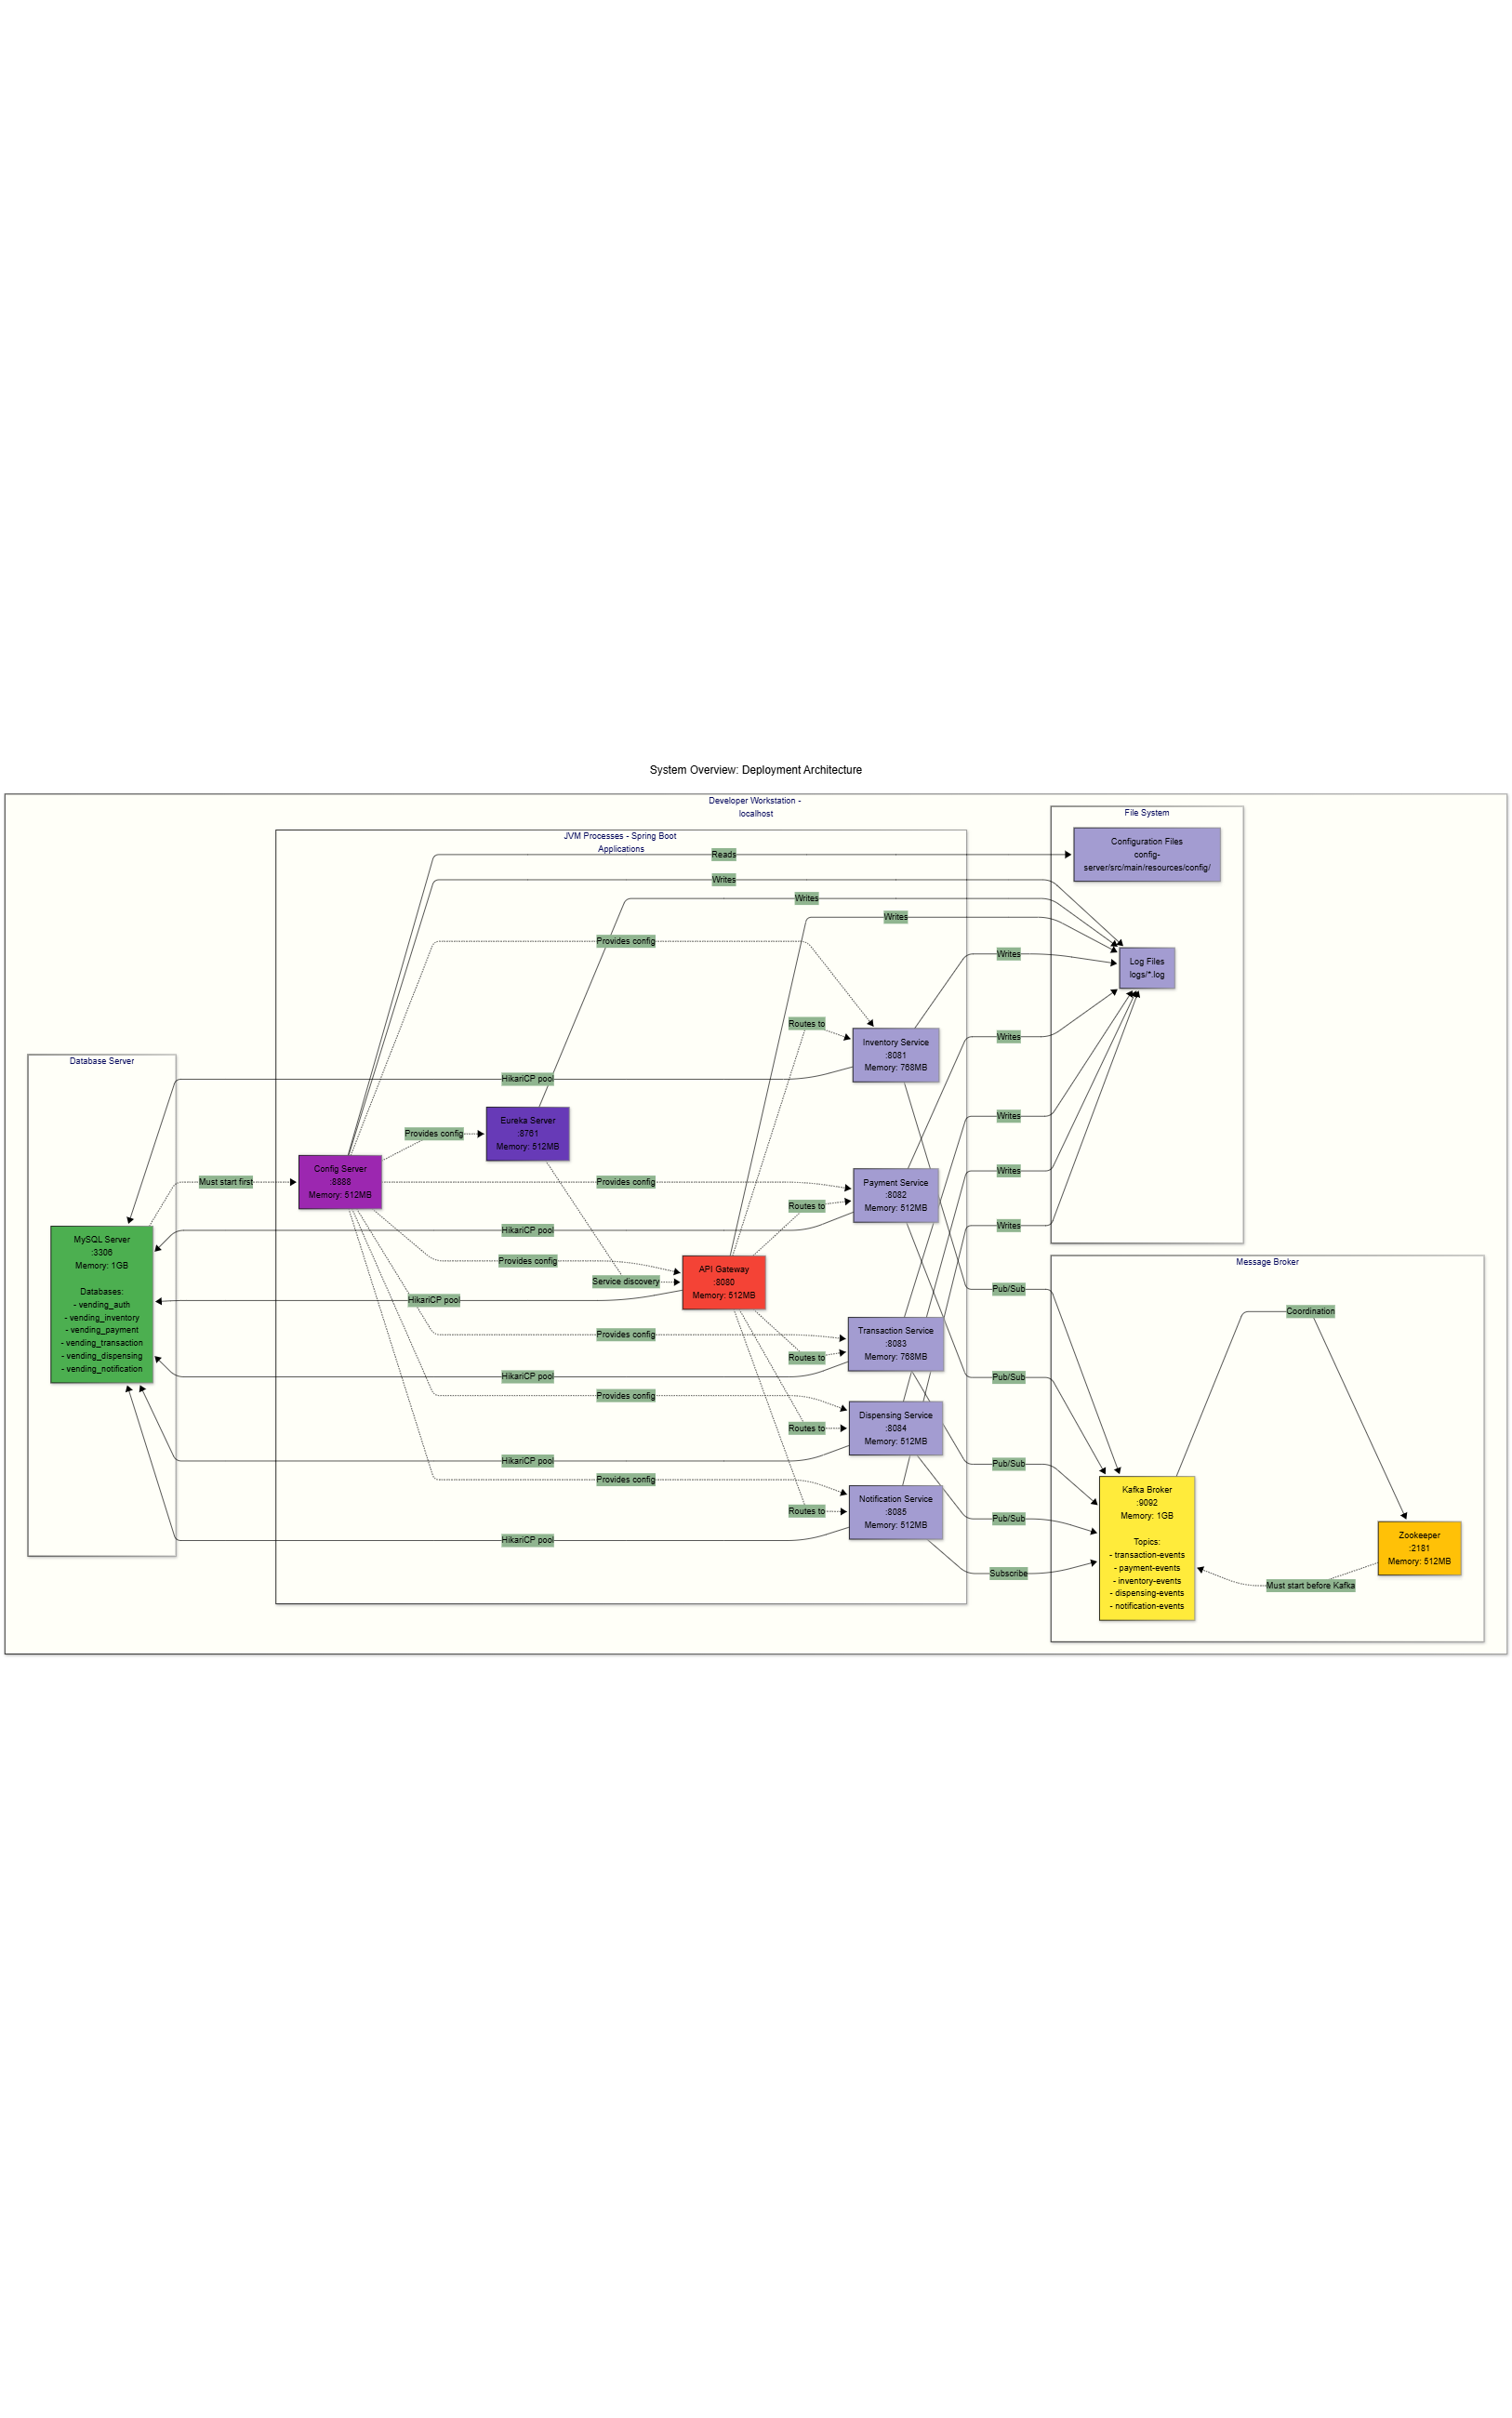 System Overview: Deployment Architecture
Developer Workstation -
localhost
File System
JVM Processes - Spring Boot
Applications
Configuration Files
config-
server/src/main/resources/config/
Reads
Writes
Writes
Writes
Provides config
Writes
Log Files
logs/*.log
Routes to
Writes
Inventory Service
:8081
Memory: 768MB
Database Server
HikariCP pool
Writes
Eureka Server
:8761
Memory: 512MB
Provides config
Config Server
:8888
Memory: 512MB
Must start first
Provides config
Writes
Payment Service
:8082
Memory: 512MB
Routes to
Writes
HikariCP pool
MySQL Server
:3306
Memory: 1GB
Databases:
- vending_auth
- vending_inventory
- vending_payment
- vending_transaction
- vending_dispensing
- vending_notification
Provides config
Service discovery
API Gateway
:8080
Memory: 512MB
HikariCP pool
Message Broker
Pub/Sub
Coordination
Provides config
Transaction Service
:8083
Memory: 768MB
Routes to
HikariCP pool
Pub/Sub
Provides config
Dispensing Service
:8084
Memory: 512MB
Routes to
HikariCP pool
Pub/Sub
Provides config
Notification Service
:8085
Memory: 512MB
Routes to
Pub/Sub
HikariCP pool
Subscribe
Kafka Broker
:9092
Memory: 1GB
Topics:
- transaction-events
- payment-events
- inventory-events
- dispensing-events
- notification-events
Zookeeper
:2181
Memory: 512MB
Must start before Kafka